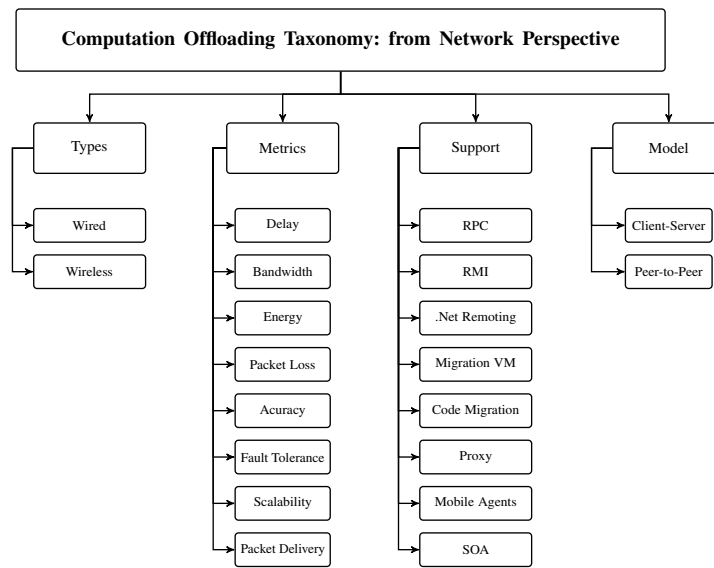 Computation Offloading Taxonomy: from Network Perspective
Types
Wired
Wireless
Metrics
Delay
Bandwidth
Energy
Packet Loss
Acuracy
Fault Tolerance
Scalability
Packet Delivery
Support
RPC
RMI
.Net Remoting
Migration VM
Code Migration
Proxy
Mobile Agents
SOA
Model
Client-Server
Peer-to-Peer